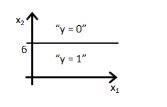 x₂
"y = 0"
6
"y = 1"
x₁